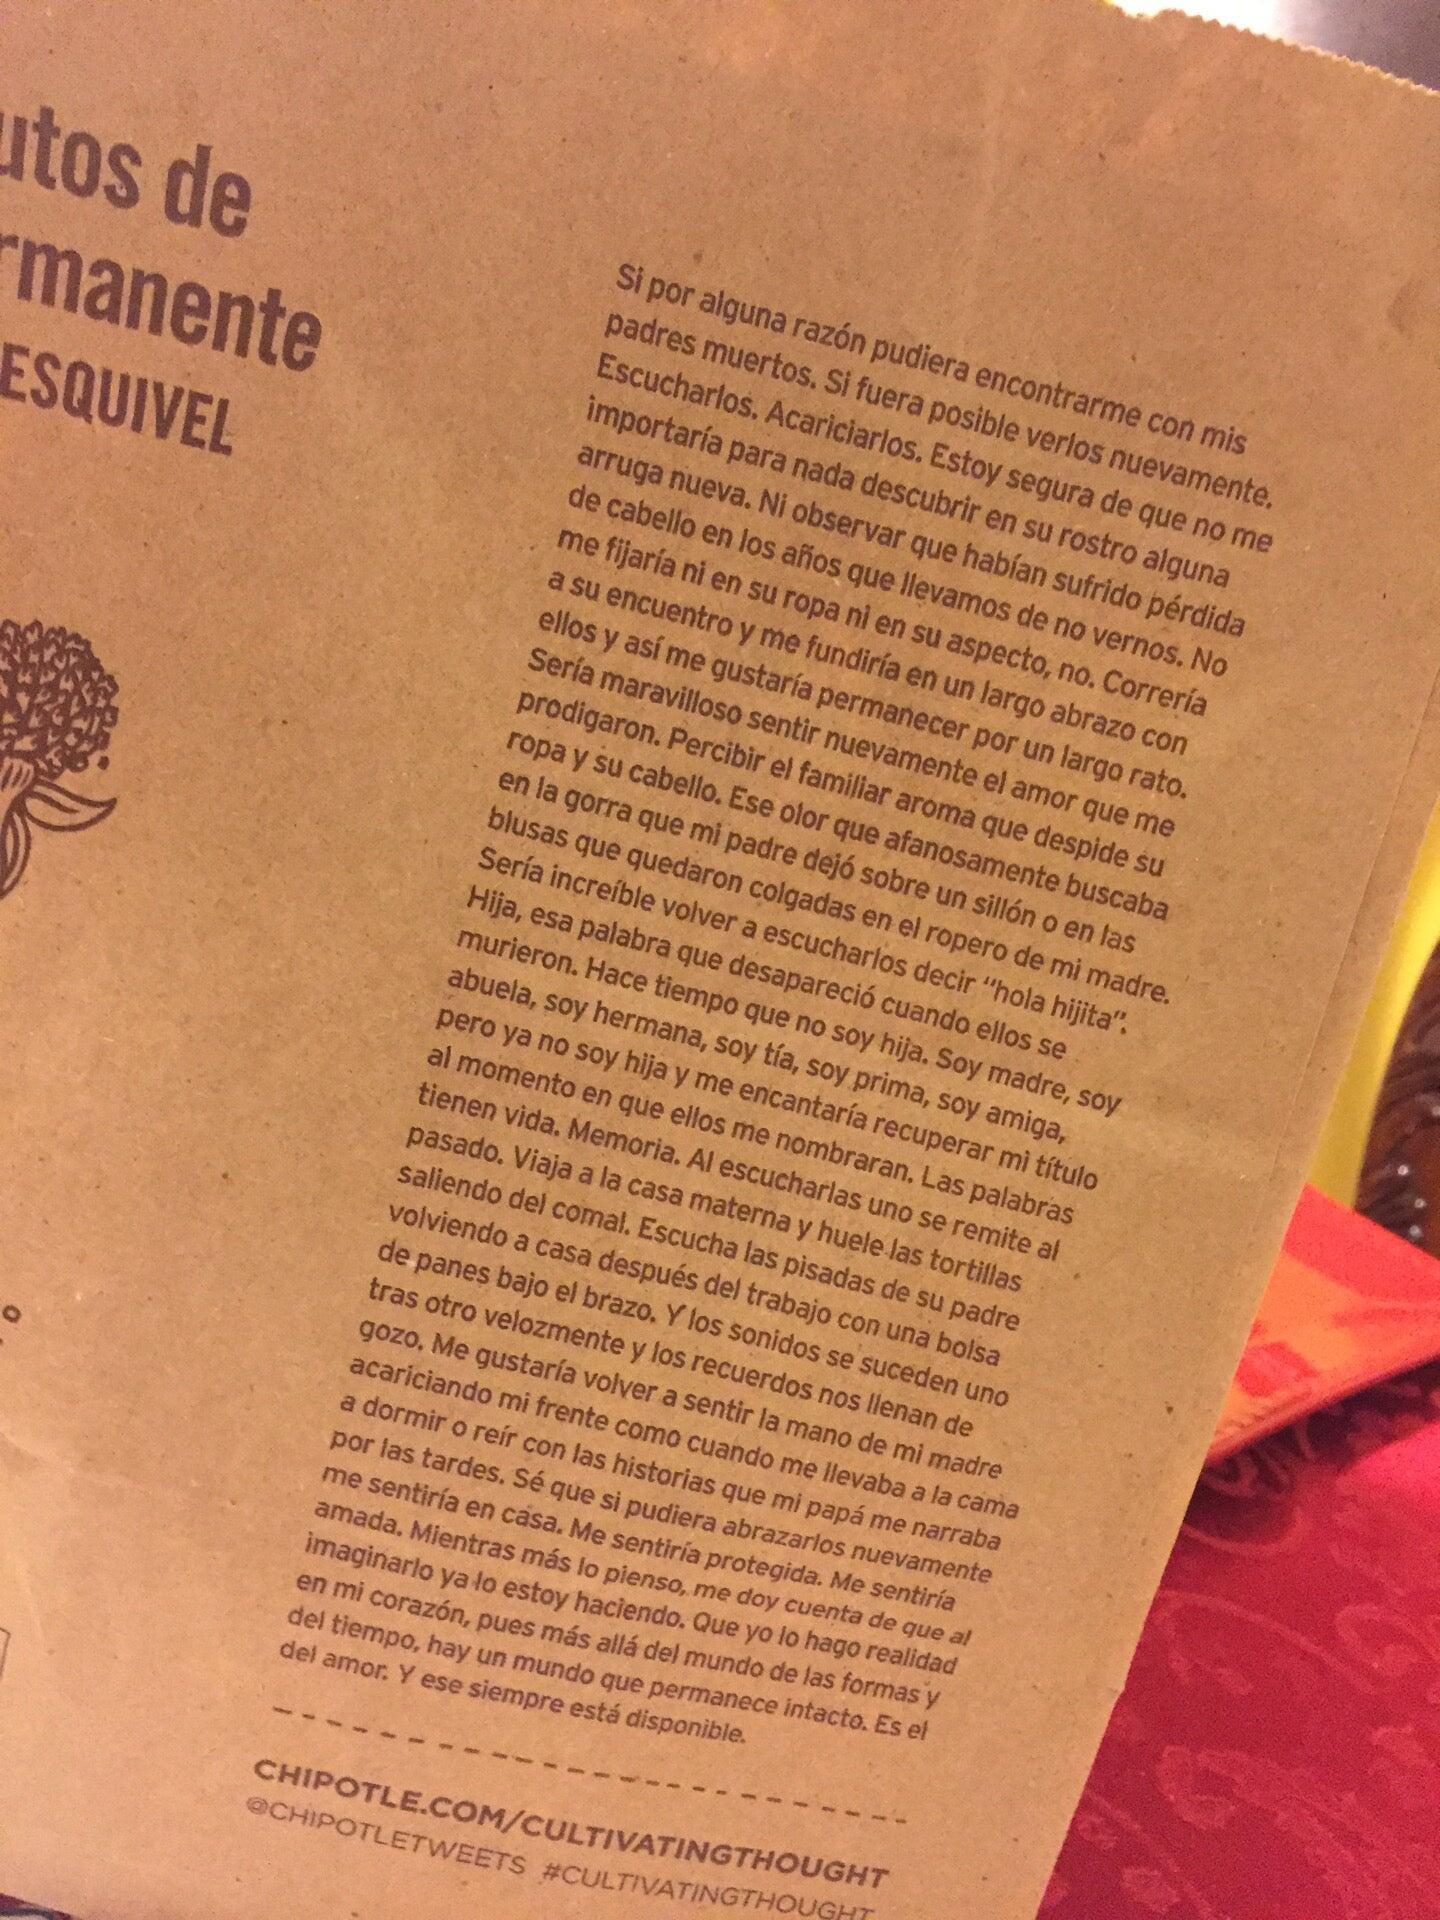 utos de
rmanente
ESQUIVEL
Si por alguna razón pudiera encontrarme con mis
padres muertos. Si fuera posible verlos nuevamente.
Escucharlos. Acariciarlos. Estoy segura de que no me
importaría para nada descubrir en su rostro alguna
arruga nueva. Ni observar que habían sufrido pérdida
de cabello en los años que llevamos de no vernos. No
me fijaría ni en su ropa ni en su aspecto, no. Correría
a su encuentro y me fundiría en un largo abrazo con
ellos y así me gustaría permanecer por un largo rato.
Sería maravilloso sentir nuevamente el amor que me
prodigaron. Percibir el familiar aroma que despide su
ropa y su cabello. Ese olor que afanosamente buscaba
en la gorra que mi padre dejó sobre un sillón o en las
blusas que quedaron colgadas en el ropero de mi madre.
Sería increíble volver a escucharlos decir "hola hijita".
Hija, esa palabra que desapareció cuando ellos se
murieron. Hace tiempo que no soy hija. Soy madre, soy
abuela, soy hermana, soy tía, soy prima, soy amiga,
pero ya no soy hija y me encantaría recuperar mi título
al momento en que ellos me nombraran. Las palabras
tienen vida. Memoria. Al escucharlas uno se remite al
pasado. Viaja a la casa materna y huele las tortillas
saliendo del comal. Escucha las pisadas de su padre
volviendo a casa después del trabajo con una bolsa
de panes bajo el brazo. Y los sonidos se suceden uno
tras otro velozmente y los recuerdos nos llenan de
gozo. Me gustaría volver a sentir la mano de mi madre
acariciando mi frente como cuando me llevaba a la cama
a dormir o reír con las historias que mi papá me narraba
por las tardes. Sé que si pudiera abrazarlos nuevamente
me sentiría en casa. Me sentiría protegida. Me sentiría
amada. Mientras más lo pienso, me doy cuenta de que al
imaginarlo ya lo estoy haciendo. Que yo lo hago realidad
en mi corazón, pues más allá del mundo de las formas y
del tiempo, hay un mundo que permanece intacto. Es el
del amor. Y ese siempre está disponible.
CHIPOTLE.COM/CULTIVATINGTHOUGHT
@CHIPOTLETWEETS #CULTIVATINGTHOUGHT